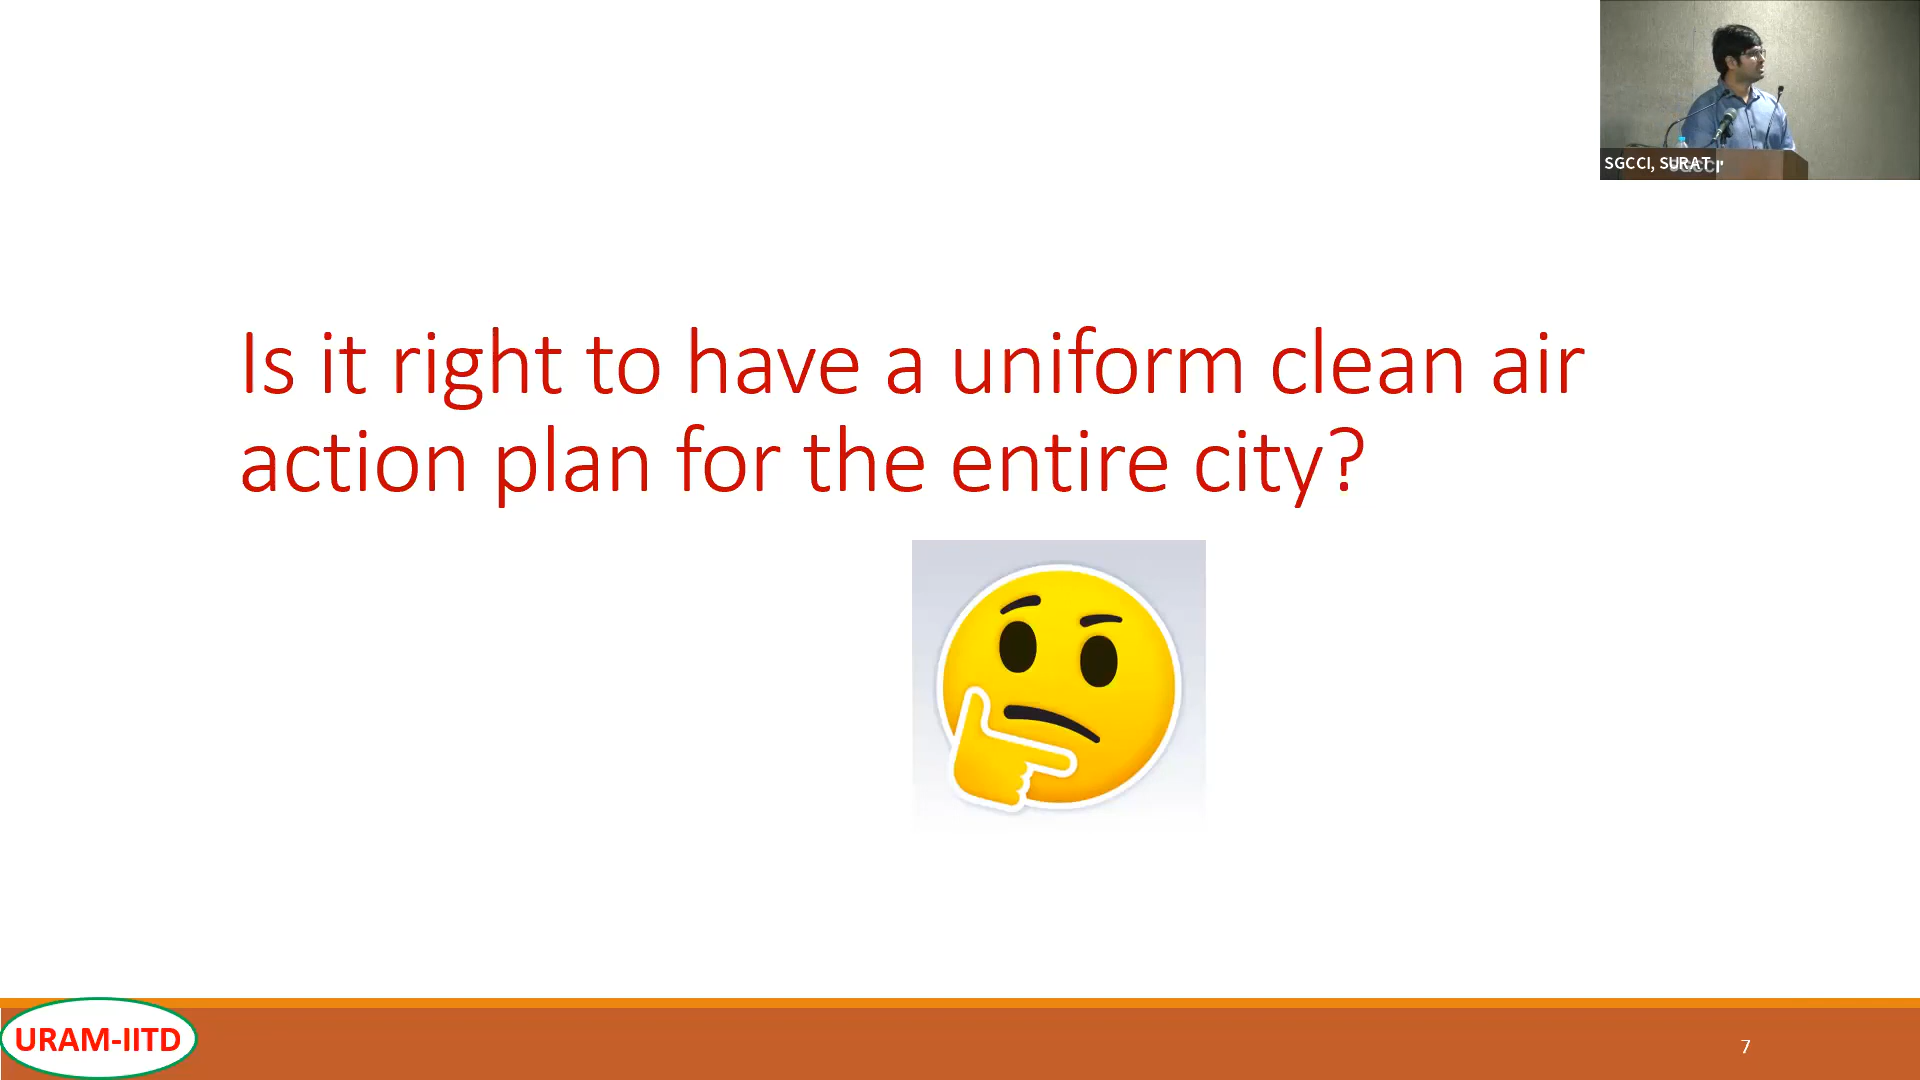 SGCCI, SURAT
SGCCI
Is it right to have a uniform clean air
action plan for the entire city?
URAM-IITD
7